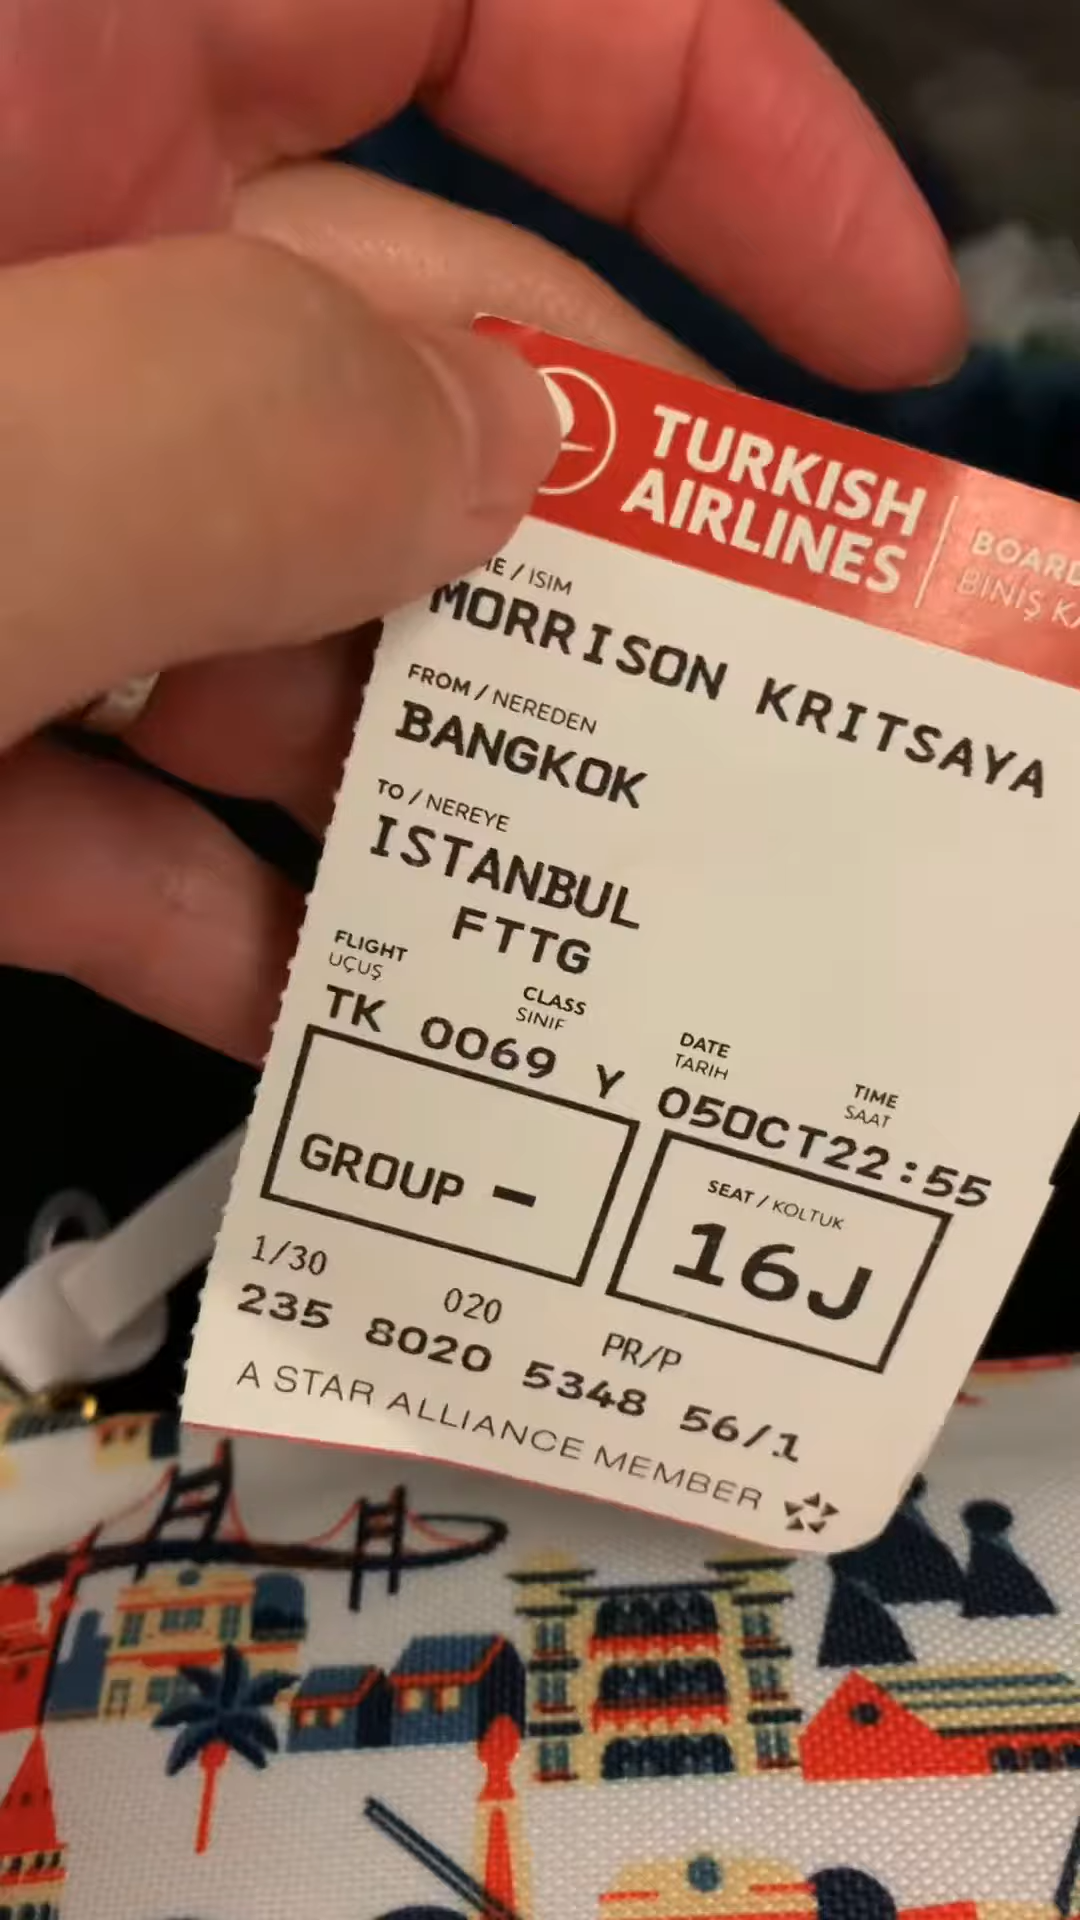 TURKISH
AIRLINES
BOARD
BİNİŞ
/ ISIM
MORRISON KRITSAYA
FROM / NEREDEN
BANGKOK
TO / NEREYE
ISTANBUL
FTTG
FLIGHT
UÇUŞ
CLASS
SINIF
DATE
TARIH
TIME
SAAT
TK 0069 Y 05OCT22:55
GROUP -
SEAT / KOLTUK
16J
1/30 020 PR/P
235 8020 5348 56/1
A STAR ALLIANCE MEMBER